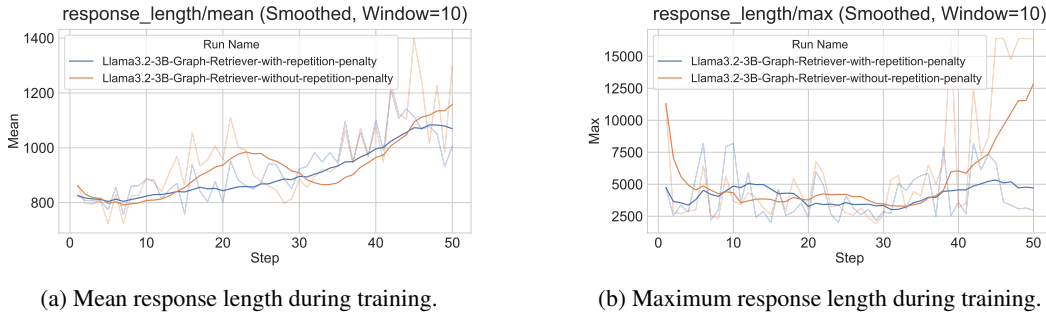 response_length/mean (Smoothed, Window=10)
1400
1200
1000
800
Mean
Run Name
Llama3.2-3B-Graph-Retriever-with-repetition-penalty
Llama3.2-3B-Graph-Retriever-without-repetition-penalty
0 10 20 30 40 50
Step
(a) Mean response length during training.
response_length/max (Smoothed, Window=10)
15000
12500
10000
7500
5000
2500
Max
Run Name
Llama3.2-3B-Graph-Retriever-with-repetition-penalty
Llama3.2-3B-Graph-Retriever-without-repetition-penalty
0 10 20 30 40 50
Step
(b) Maximum response length during training.